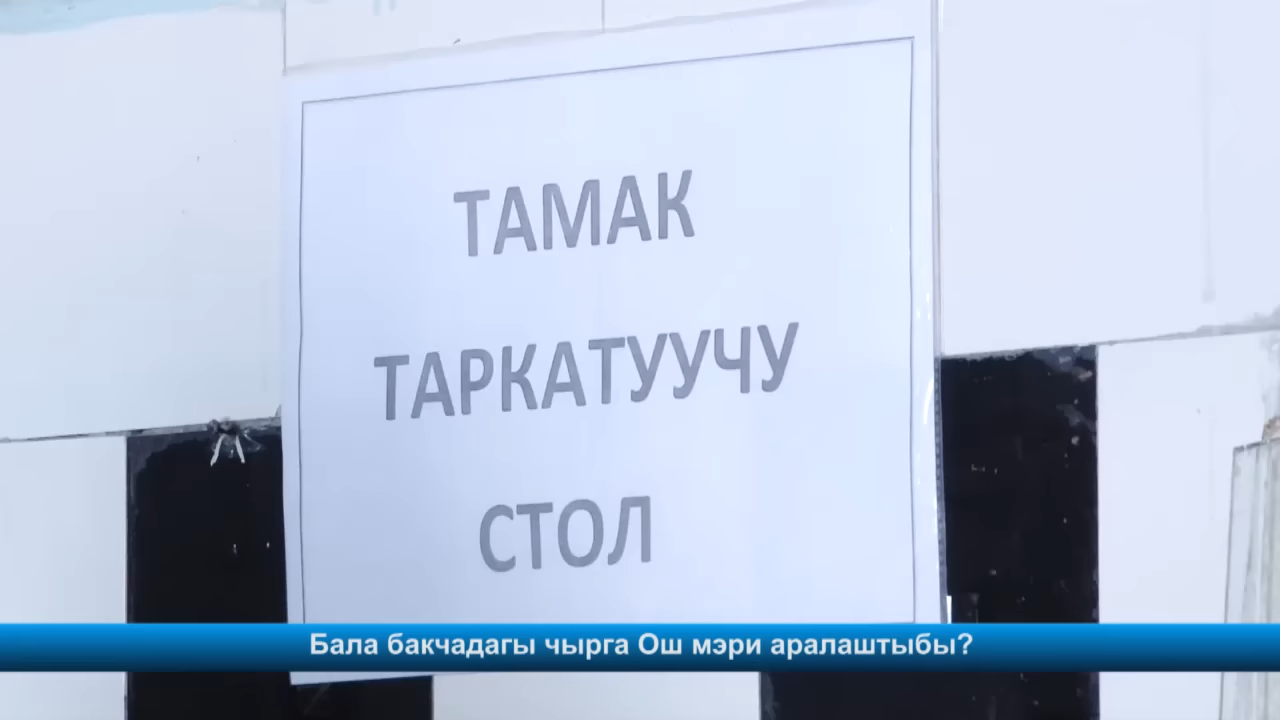 ТАМАК
ТАРКАТУУЧУ
СТОЛ
Бала бакчадагы чырга Ош мэри аралаштыбы?